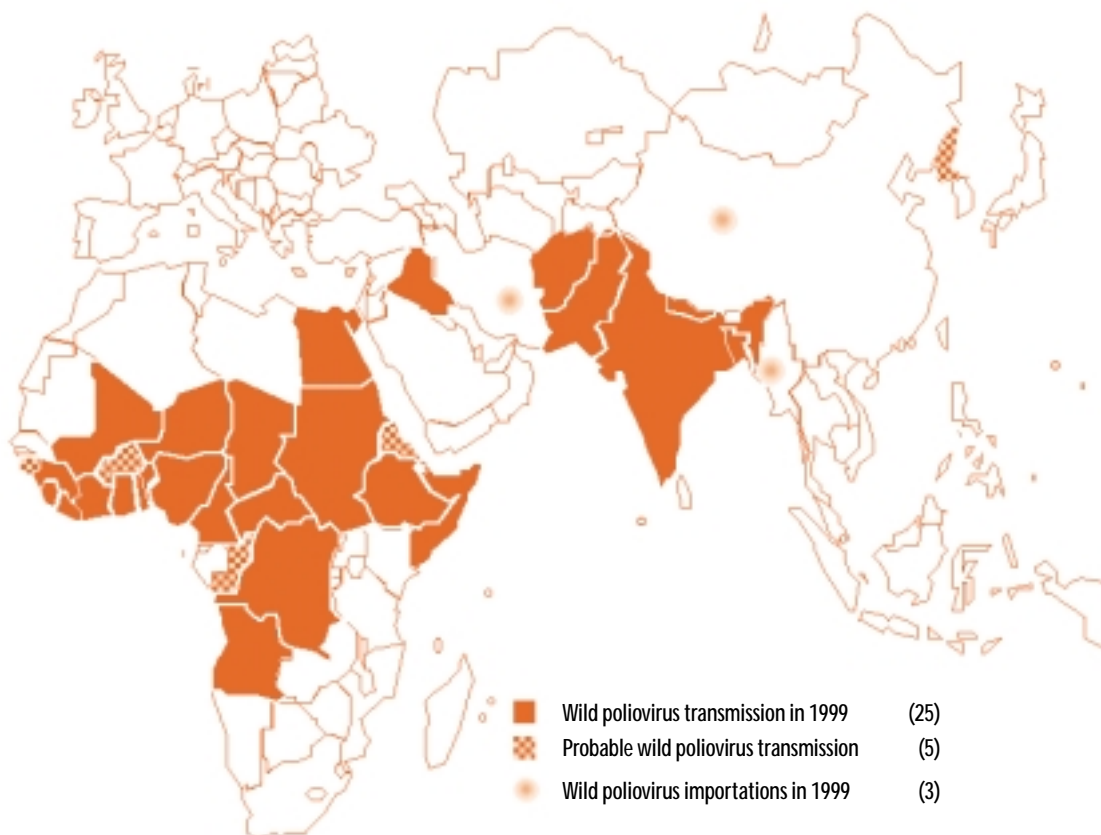 Wild poliovirus transmission in 1999 (25)
Probable wild poliovirus transmission (5)
Wild poliovirus importations in 1999 (3)